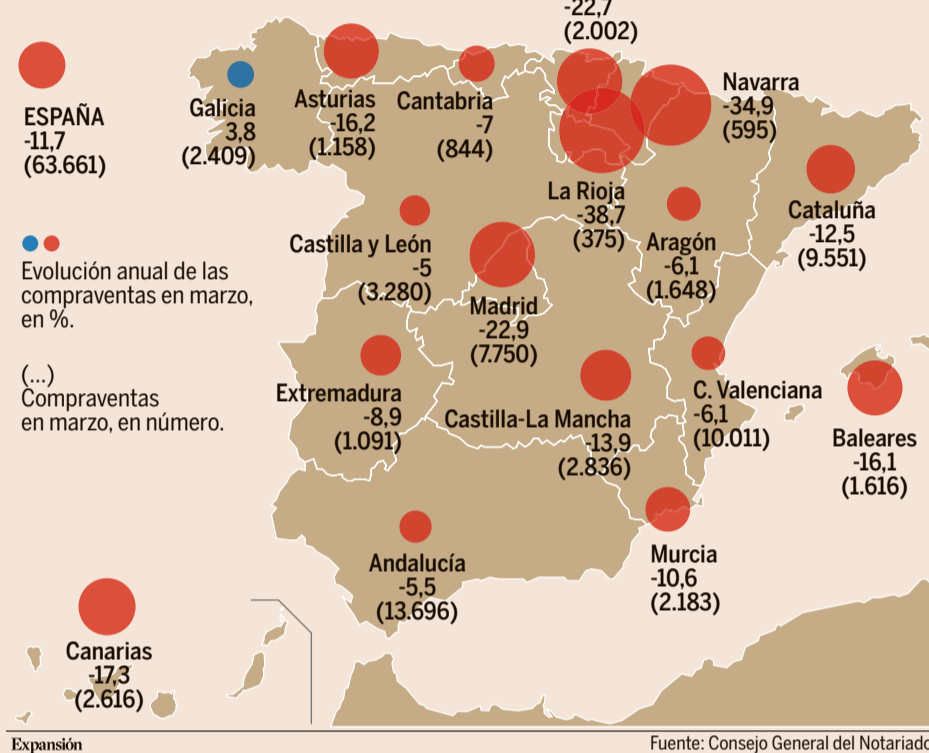 -22,7
(2.002)
ESPAÑA
-11,7
(63.661)
Galicia
3,8
(2.409)
Asturias
-16,2
(1.158)
Cantabria
-7
(844)
Navarra
-34,9
(595)
La Rioja
-38,7
(375)
Aragón
-6,1
(1.648)
Cataluña
-12,5
(9.551)
Evolución anual de las
compraventas en marzo,
en %.
(...)
Compraventas
en marzo, en número.
Castilla y León
-5
(3.280)
Madrid
-22,9
(7.750)
Extremadura
-8,9
(1.091)
Castilla-La Mancha
-13,9
(2.836)
C. Valenciana
-6,1
(10.011)
Baleares
-16,1
(1.616)
Andalucía
-5,5
(13.696)
Murcia
-10,6
(2.183)
Canarias
-17,3
(2.616)
Expansión
Fuente: Consejo General del Notariado